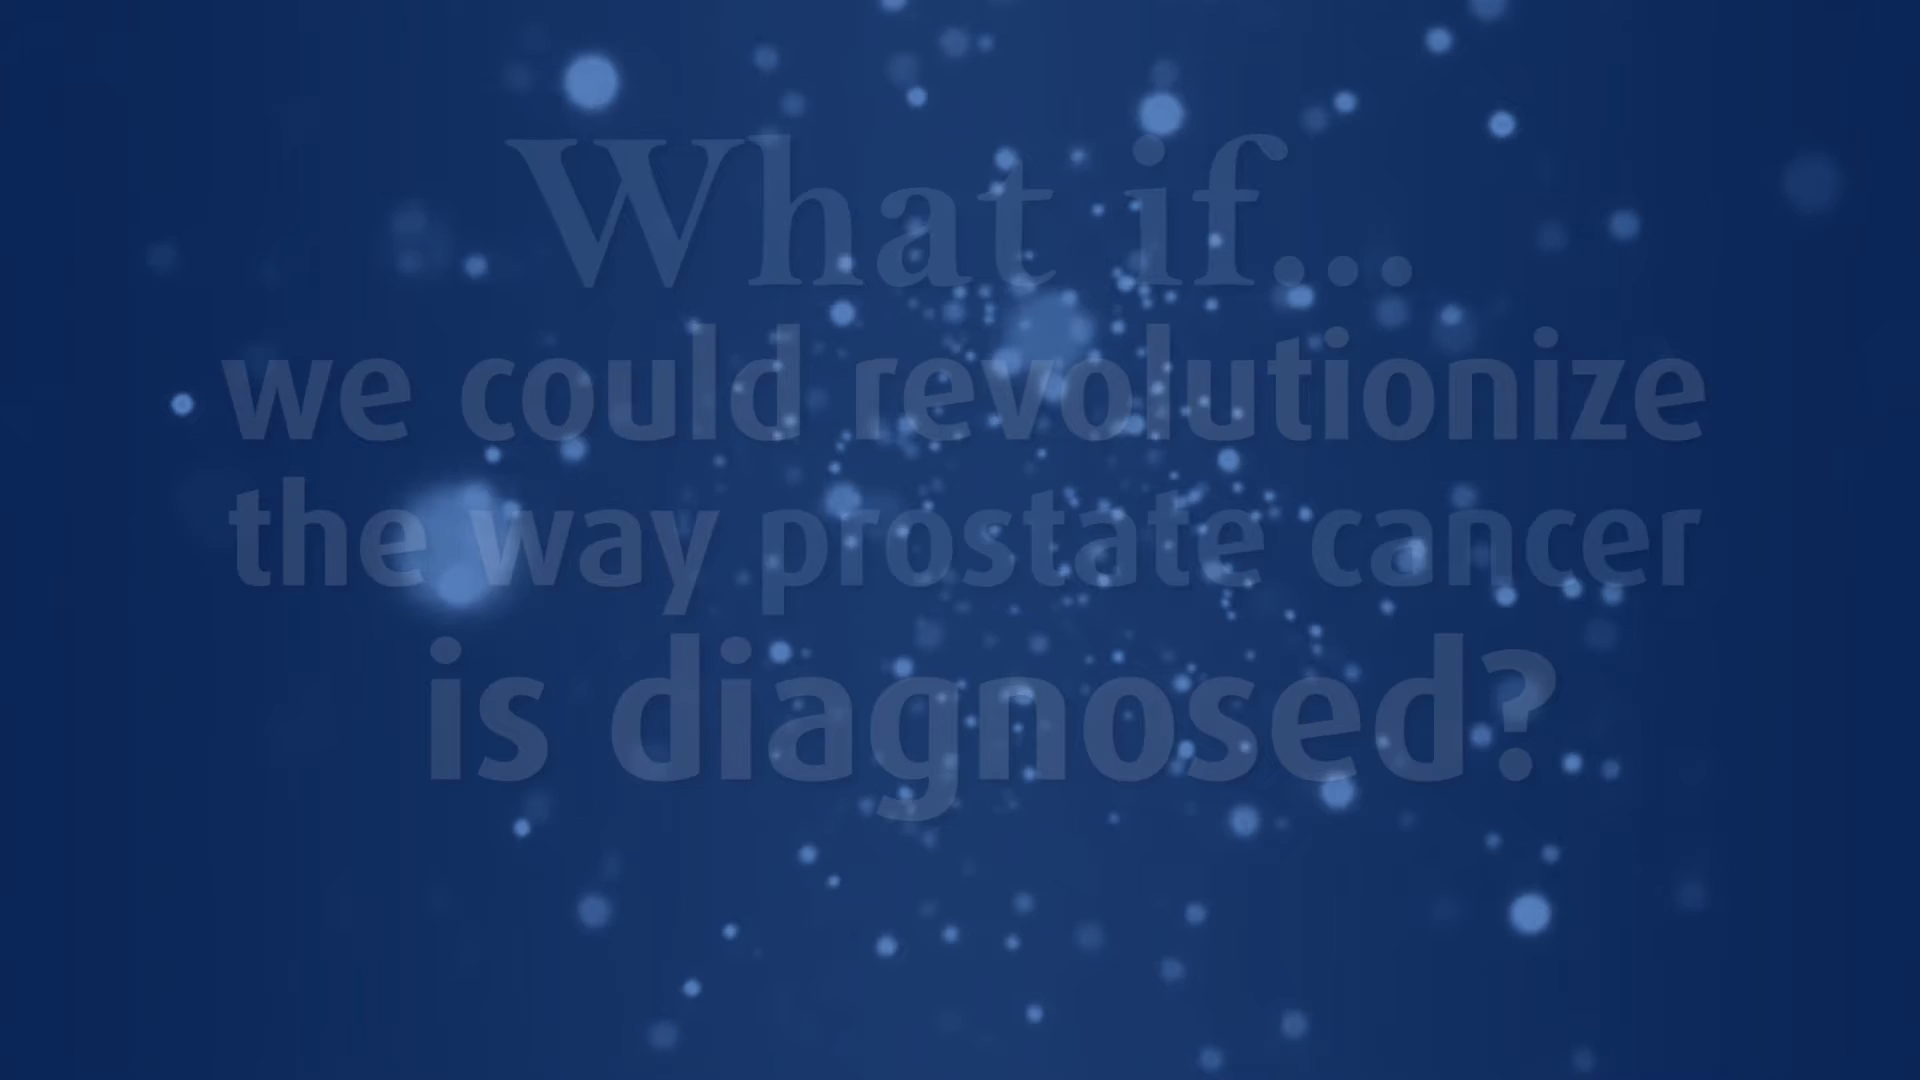 What if...
we could revolutionize
the way prostate cancer
is diagnosed?